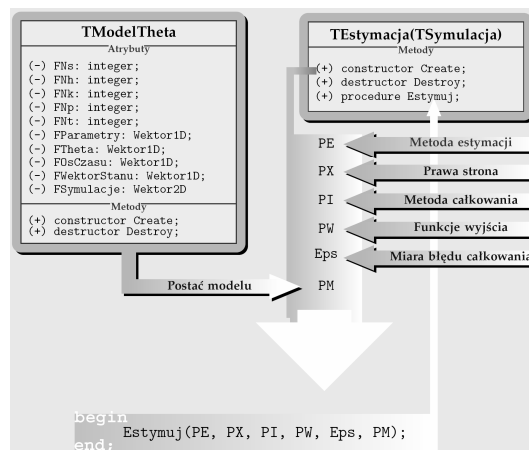 TModelTheta
Atrybuty
(-) FNs: integer;
(-) FNh: integer;
(-) FNk: integer;
(-) FNp: integer;
(-) FNt: integer;
(-) FParametry: Wektor1D;
(-) FTheta: Wektor1D;
(-) FOsCzasu: Wektor1D;
(-) FWektorStanu: Wektor1D;
(-) FSymulacje: Wektor2D
Metody
(+) constructor Create;
(+) destructor Destroy;
TEstymacja(TSymulacja)
Metody
(+) constructor Create;
(+) destructor Destroy;
(+) procedure Estymuj;
PE Metoda estymacji
PX Prawa strona
PI Metoda całkowania
PW Funkcje wyjścia
Eps Miara błędu całkowania
Postać modelu PM
begin
Estymuj(PE, PX, PI, PW, Eps, PM);
end;